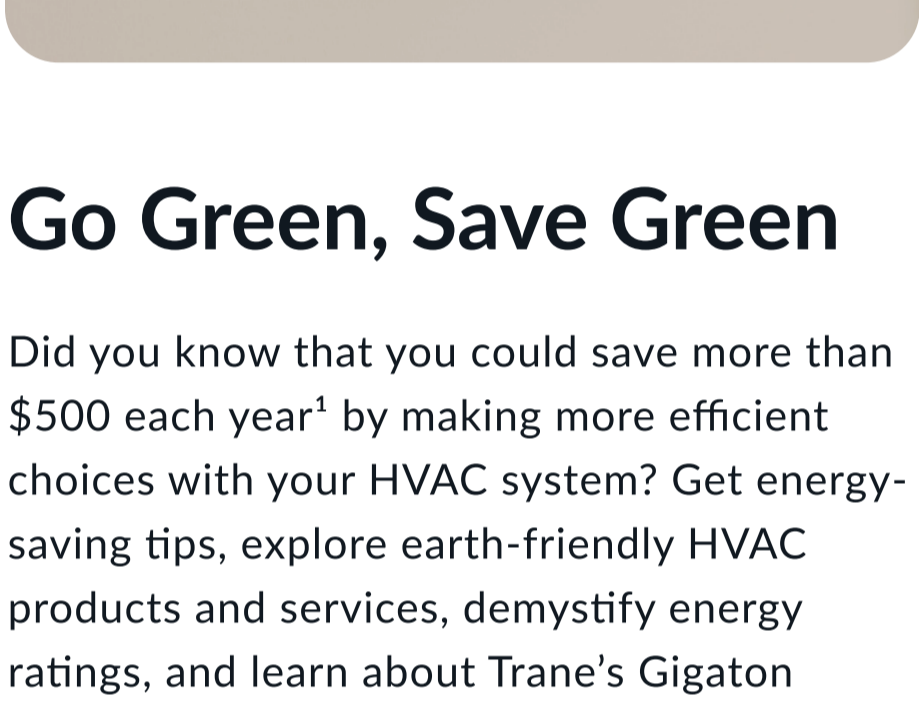 Go Green, Save Green
Did you know that you could save more than
$500 each year¹ by making more efficient
choices with your HVAC system? Get energy-
saving tips, explore earth-friendly HVAC
products and services, demystify energy
ratings, and learn about Trane’s Gigaton